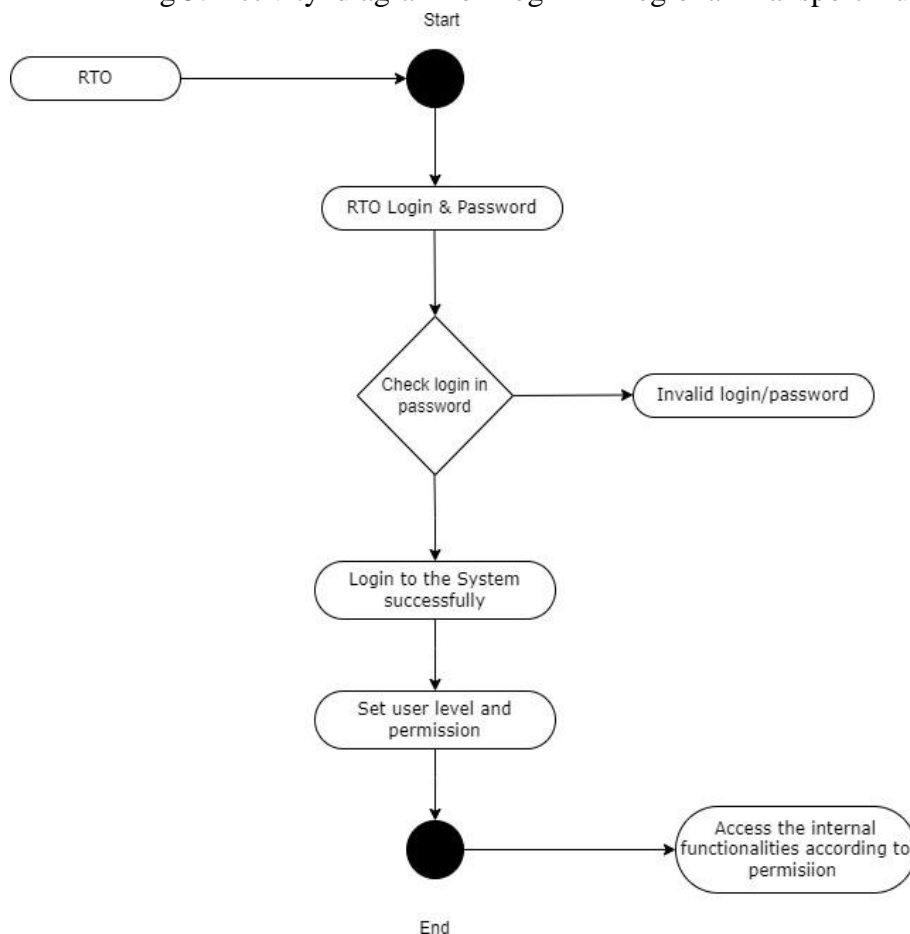 Start
RTO
RTO Login & Password
Check login in
password
Invalid login/password
Login to the System
successfully
Set user level and
permission
Access the internal
functionalities according to
permisiion
End